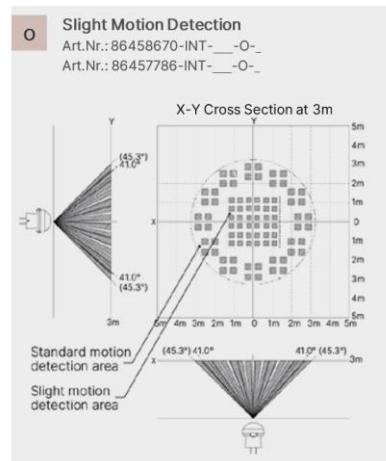 O
Slight Motion Detection
Art.Nr.: 86458670-INT-___-O-_
Art.Nr.: 86457786-INT-___-O-_
X-Y Cross Section at 3m
Y
Y
5m
(45.3°)
41.0°
4m
3m
2m
1m
X
0
1m
2m
41.0°
(45.3°)
3m
4m
3m
5m
5m 4m 3m 2m 1m 0 1m 2m 3m 4m 5m
Standard motion
detection area
Slight motion
detection area
X
(45.3°) 41.0°
41.0° (45.3°)
3m